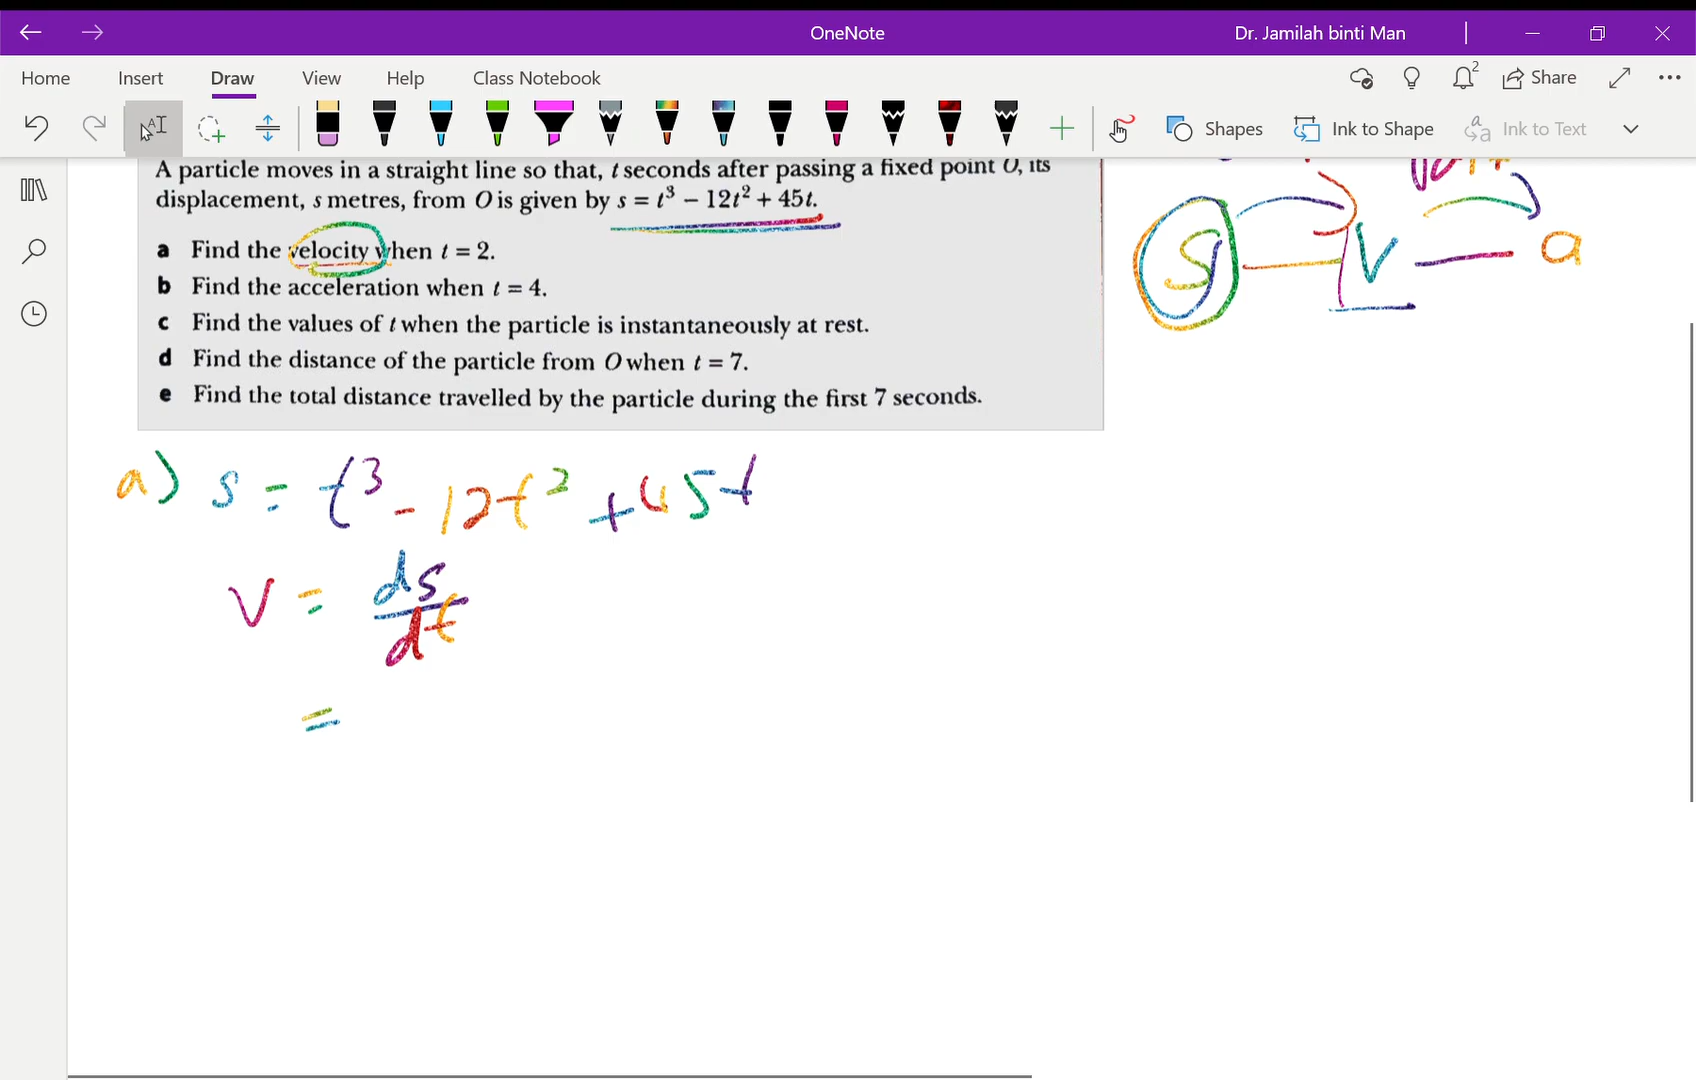 OneNote
Dr. Jamilah binti Man
Home Insert Draw View Help Class Notebook
2
Share
Shapes
Ink to Shape
Ink to Text
A particle moves in a straight line so that, t seconds after passing a fixed point O, its
displacement, s metres, from O is given by s = t³ − 12t² + 45t.
a Find the velocity when t = 2.
b Find the acceleration when t = 4.
c Find the values of t when the particle is instantaneously at rest.
d Find the distance of the particle from O when t = 7.
e Find the total distance travelled by the particle during the first 7 seconds.
S — V — a
a) s = t³ - 12t² + 45t
V = ds/dt
=